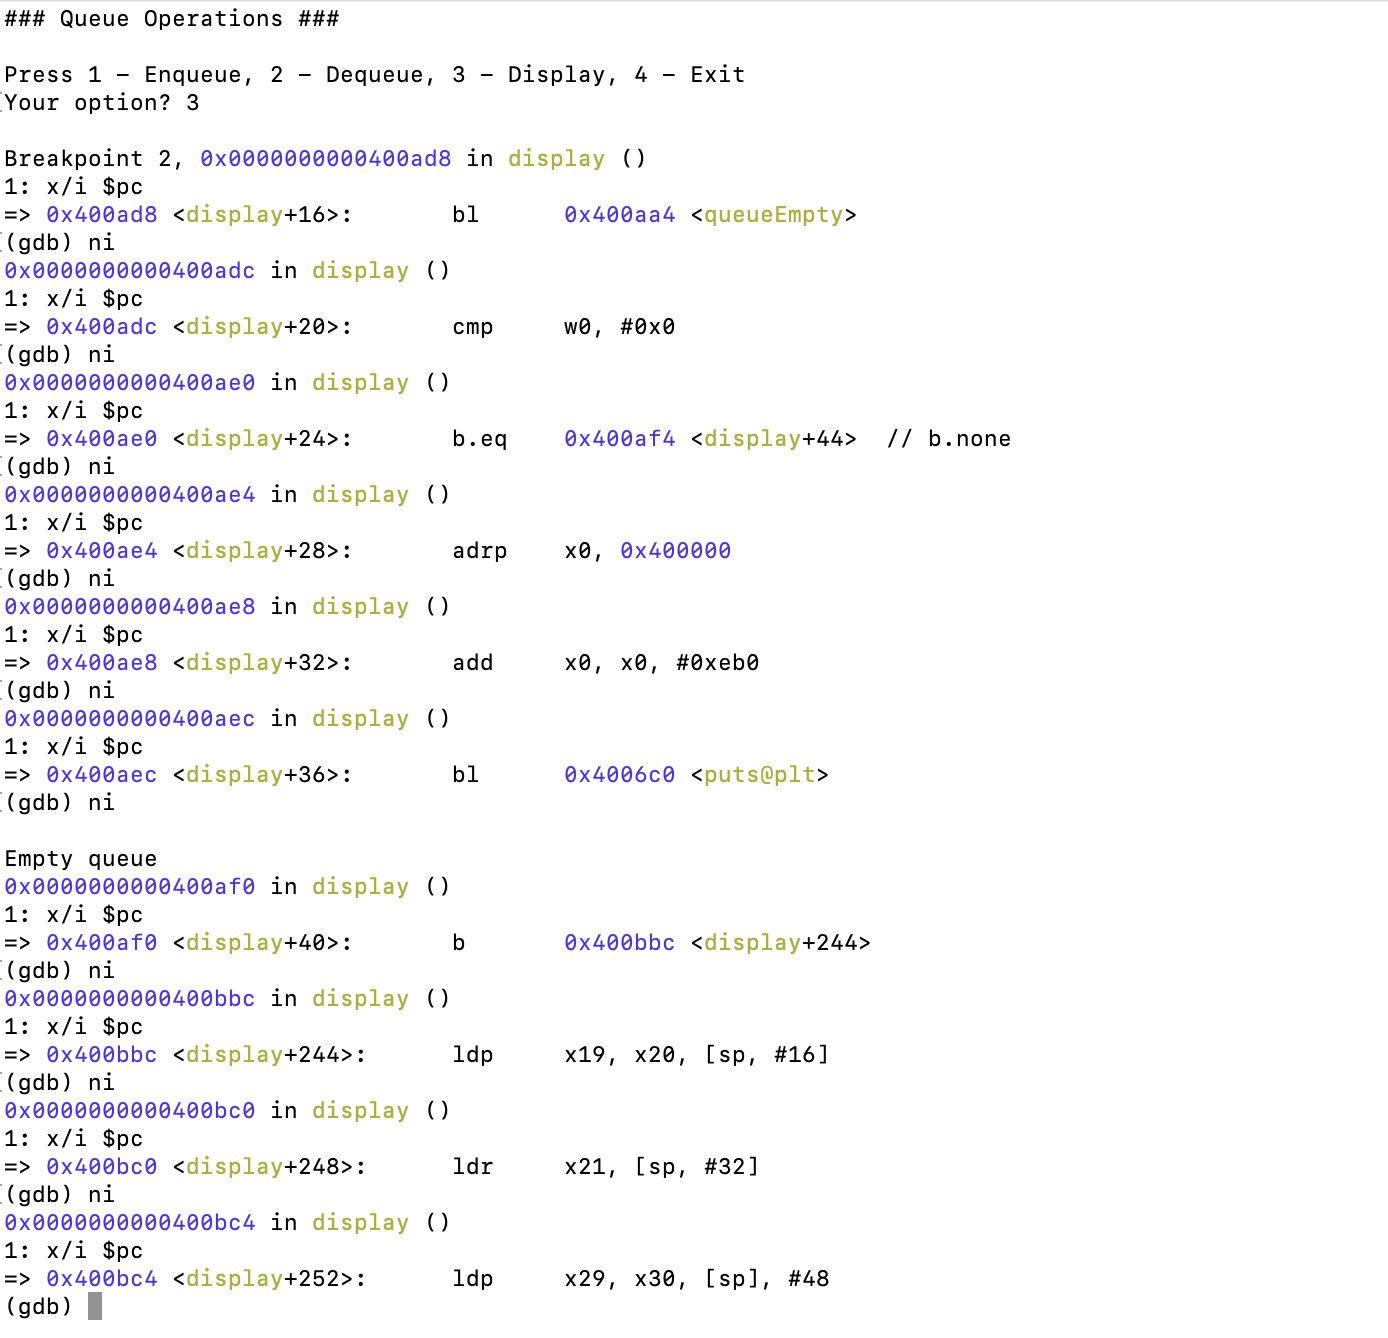 ### Queue Operations ###
Press 1 – Enqueue, 2 – Dequeue, 3 – Display, 4 – Exit
Your option? 3
Breakpoint 2, 0x0000000000400ad8 in display ()
1: x/i $pc
=> 0x400ad8 <display+16>: bl 0x400aa4 <queueEmpty>
(gdb) ni
0x0000000000400adc in display ()
1: x/i $pc
=> 0x400adc <display+20>: cmp w0, #0x0
(gdb) ni
0x0000000000400ae0 in display ()
1: x/i $pc
=> 0x400ae0 <display+24>: b.eq 0x400af4 <display+44> // b.none
(gdb) ni
0x0000000000400ae4 in display ()
1: x/i $pc
=> 0x400ae4 <display+28>: adrp x0, 0x400000
(gdb) ni
0x0000000000400ae8 in display ()
1: x/i $pc
=> 0x400ae8 <display+32>: add x0, x0, #0xeb0
(gdb) ni
0x0000000000400aec in display ()
1: x/i $pc
=> 0x400aec <display+36>: bl 0x4006c0 <puts@plt>
(gdb) ni
Empty queue
0x0000000000400af0 in display ()
1: x/i $pc
=> 0x400af0 <display+40>: b 0x400bbc <display+244>
(gdb) ni
0x0000000000400bbc in display ()
1: x/i $pc
=> 0x400bbc <display+244>: ldp x19, x20, [sp, #16]
(gdb) ni
0x0000000000400bc0 in display ()
1: x/i $pc
=> 0x400bc0 <display+248>: ldr x21, [sp, #32]
(gdb) ni
0x0000000000400bc4 in display ()
1: x/i $pc
=> 0x400bc4 <display+252>: ldp x29, x30, [sp], #48
(gdb)